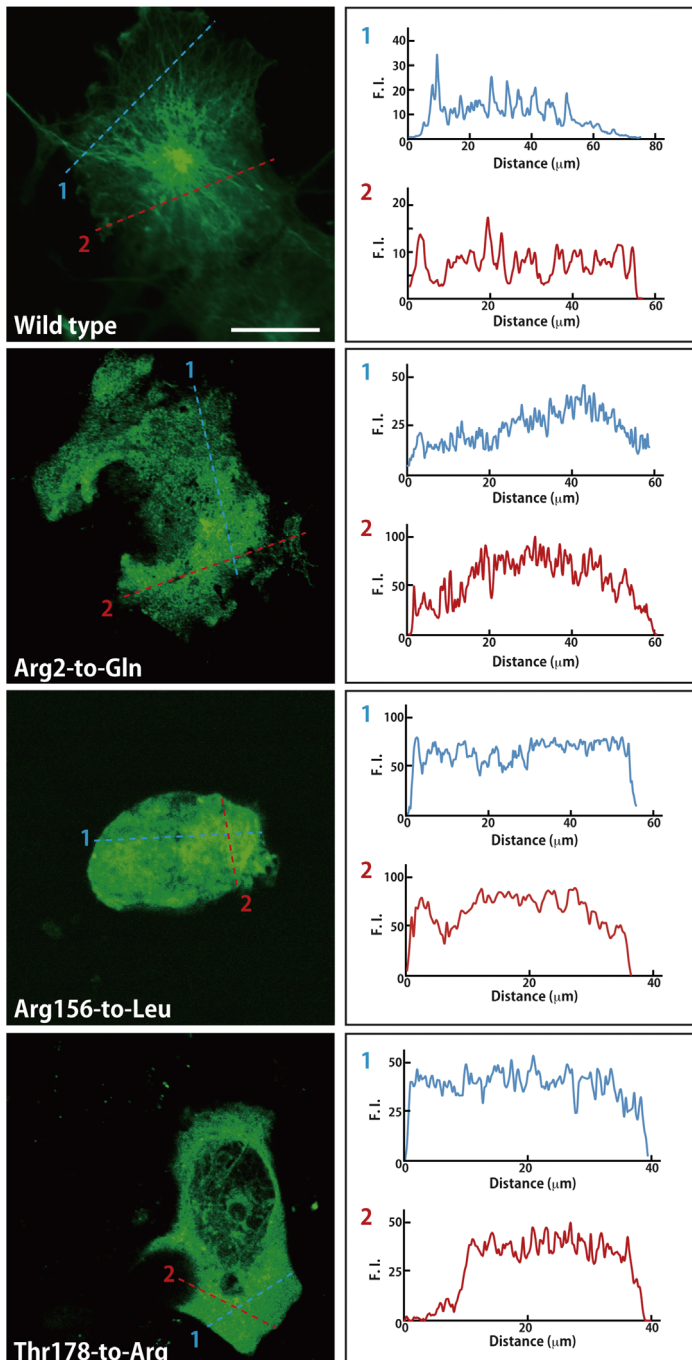 1
2
Wild type
1
F. I.
40
30
20
10
0
0 20 40 60 80
Distance (μm)
2
F. I.
20
10
0
0 20 40 60
Distance (μm)
1
2
Arg2-to-Gln
1
F. I.
50
25
0
0 20 40 60
Distance (μm)
2
F. I.
100
50
0
0 20 40 60
Distance (μm)
1
2
Arg156-to-Leu
1
F. I.
100
50
0
0 20 40 60
Distance (μm)
2
F. I.
100
50
0
0 20 40
Distance (μm)
2
1
Thr178-to-Arg
1
F. I.
50
25
0
0 20 40
Distance (μm)
2
F. I.
50
25
0
0 20 40
Distance (μm)